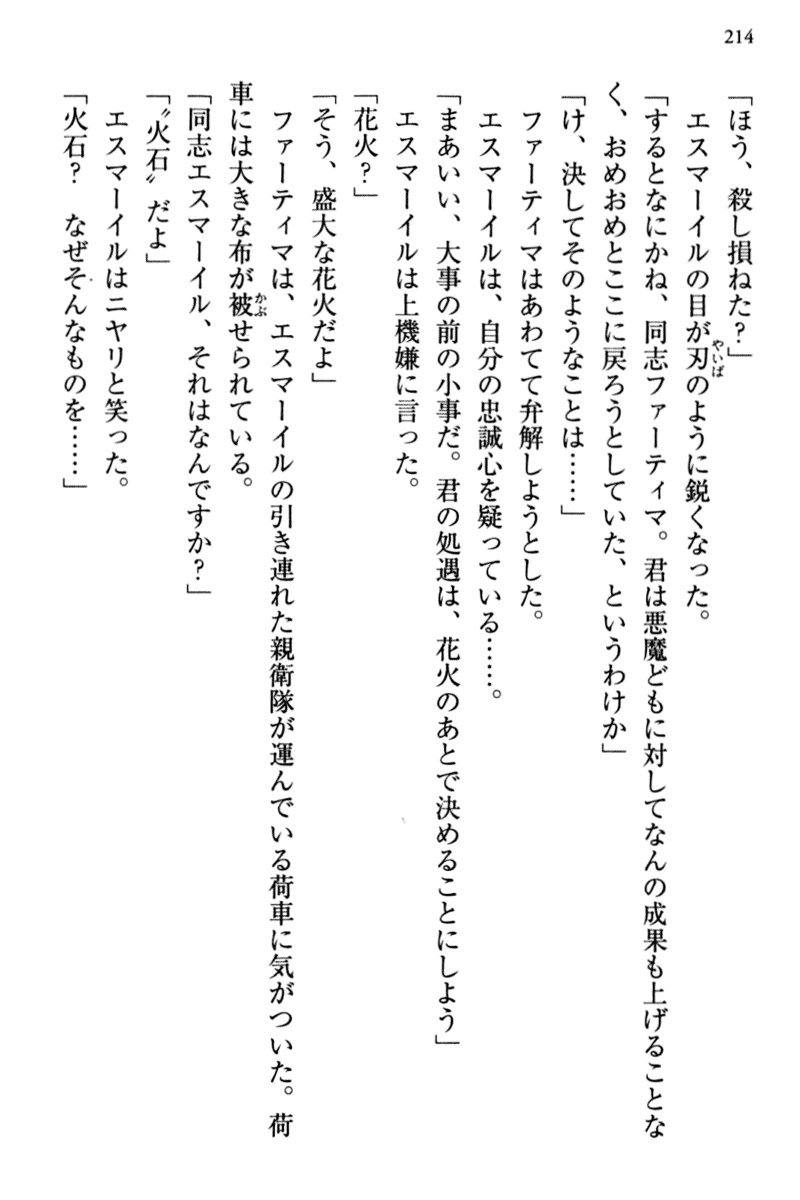 214
「ほう、殺し損ねた？」
　エスマーイルの目が刃のように鋭くなった。
「するとなにかね、同志ファーティマ。君は悪魔どもに対してなんの成果も上げることな
く、おめおめとここに戻ろうとしていた、というわけか」
「け、決してそのようなことは……」
　ファーティマはあわてて弁解しようとした。
　エスマーイルは、自分の忠誠心を疑っている……。
「まあいい、大事の前の小事だ。君の処遇は、花火のあとで決めることにしよう」
　エスマーイルは上機嫌に言った。
「花火？」
「そう、盛大な花火だよ」
　ファーティマは、エスマーイルの引き連れた親衛隊が運んでいる荷車に気がついた。荷
車には大きな布が被せられている。
「同志エスマーイル、それはなんですか？」
「〝火石〟だよ」
　エスマーイルはニヤリと笑った。
「火石？　なぜそんなものを……」
やいば
かぶ